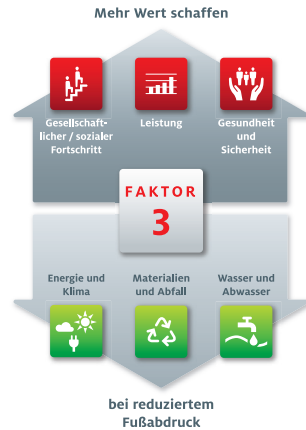 Mehr Wert schaffen
Gesellschaft-
licher / sozialer
Fortschritt
Leistung
Gesundheit
und
Sicherheit
FAKTOR
3
Energie und
Klima
Materialien
und Abfall
Wasser und
Abwasser
bei reduziertem
Fußabdruck